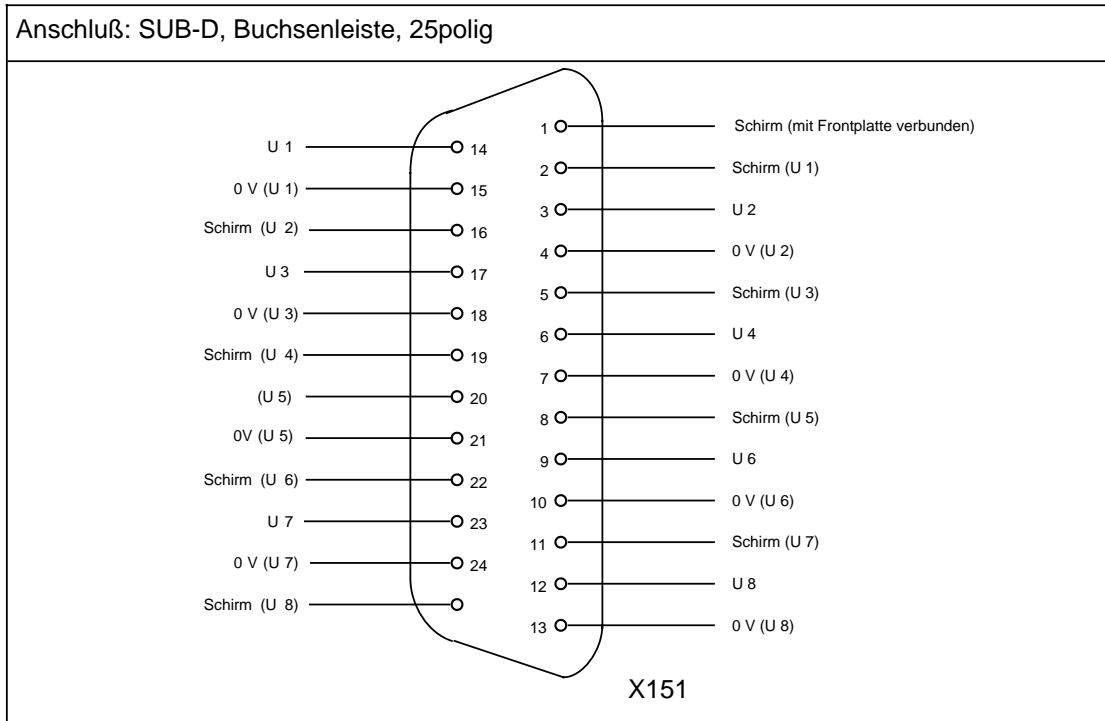 Anschluß: SUB-D, Buchsenleiste, 25polig
1 Schirm (mit Frontplatte verbunden)
U 1 14
2 Schirm (U 1)
0 V (U 1) 15
3 U 2
Schirm (U 2) 16
4 0 V (U 2)
U 3 17
5 Schirm (U 3)
0 V (U 3) 18
6 U 4
Schirm (U 4) 19
7 0 V (U 4)
(U 5) 20
8 Schirm (U 5)
0V (U 5) 21
9 U 6
Schirm (U 6) 22
10 0 V (U 6)
U 7 23
11 Schirm (U 7)
0 V (U 7) 24
12 U 8
Schirm (U 8)
13 0 V (U 8)
X151